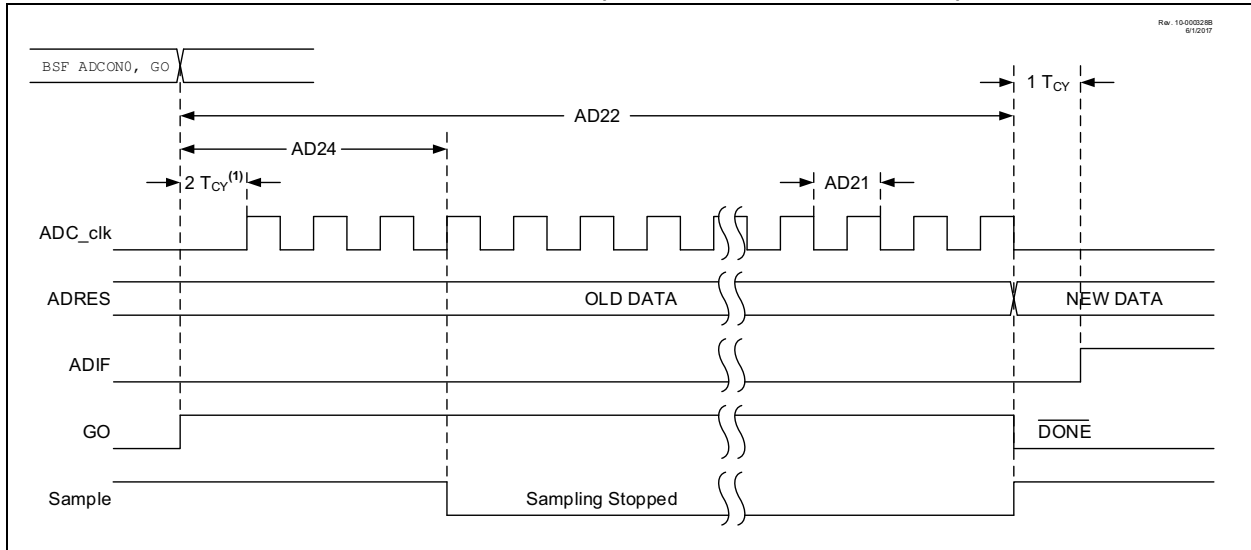 Rev. 10-000328B
6/1/2017
BSF ADCON0, GO
1 TCY
AD22
AD24
2 TCY(1)
AD21
ADC_clk
ADRES
OLD DATA
NEW DATA
ADIF
GO
DONE
Sample
Sampling Stopped